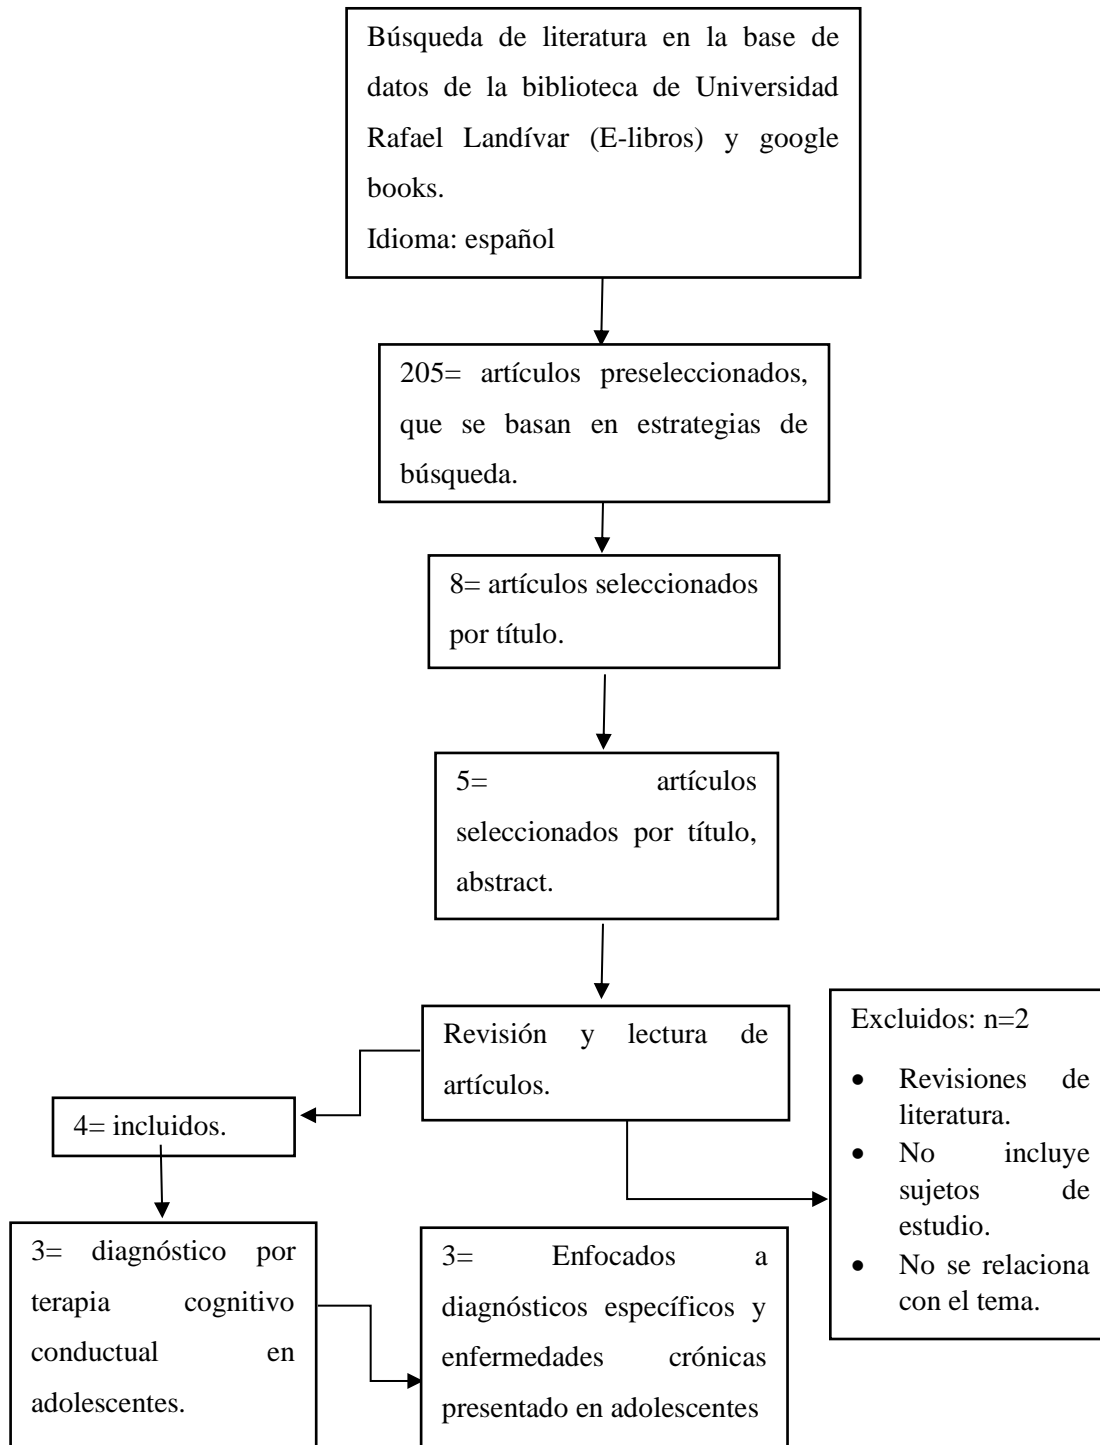 Búsqueda de literatura en la base de
datos de la biblioteca de Universidad
Rafael Landívar (E-libros) y google
books.
Idioma: español
205= artículos preseleccionados,
que se basan en estrategias de
búsqueda.
8= artículos seleccionados
por título.
5= artículos
seleccionados por título,
abstract.
Revisión y lectura de
artículos.
Excluidos: n=2
• Revisiones de
literatura.
• No incluye
sujetos de
estudio.
• No se relaciona
con el tema.
4= incluidos.
3= diagnóstico por
terapia cognitivo
conductual en
adolescentes.
3= Enfocados a
diagnósticos específicos y
enfermedades crónicas
presentado en adolescentes